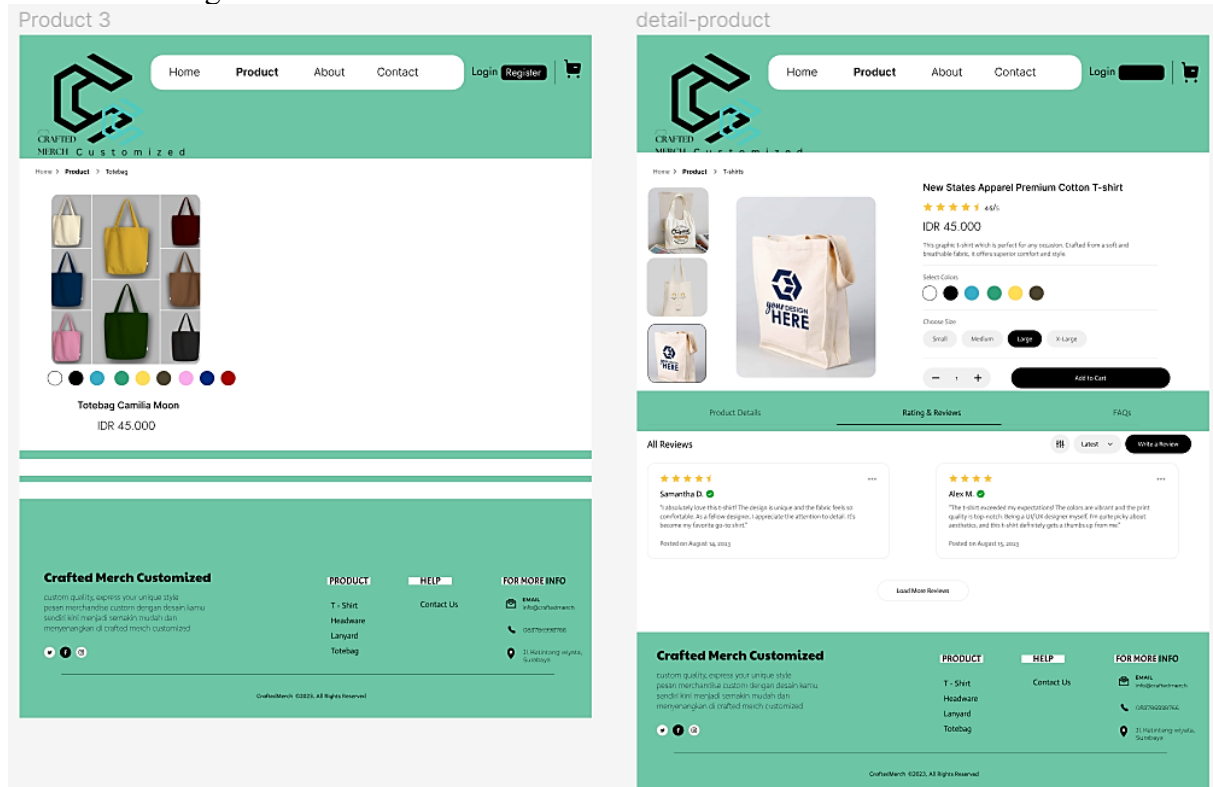 Product 3
Home Product About Contact
Login Register
CRAFTED
MERCH Customized
Home > Product > Totebag
Totebag Camilia Moon
IDR 45.000
Crafted Merch Customized
custom quality, express your unique style
pesan merchandise custom dengan desain kamu
sendiri kini menjadi semakin mudah dan
menyenangkan di crafted merch customized
PRODUCT
T - Shirt
Headware
Lanyard
Totebag
HELP
Contact Us
FOR MORE INFO
EMAIL
info@craftedmerch
Surabaya
CraftedMerch ©2023, All Rights Reserved
detail-product
Home Product About Contact
Login
CRAFTED
MERCH Customized
Home > Product > T-shirts
your DESIGN
HERE
your DESIGN
HERE
New States Apparel Premium Cotton T-shirt
IDR 45.000
This graphic t-shirt which is perfect for any occasion. Crafted from a soft and
breathable fabric, it offers superior comfort and style.
Select Colors
Choose Size
Small Medium Large X-Large
− 1 + Add to Cart
Product Details Rating & Reviews FAQs
All Reviews
Latest Write a Review
Samantha D.
"I absolutely love this t-shirt! The design is unique and the fabric feels so
comfortable. As a fellow designer, I appreciate the attention to detail. It's
become my favorite go-to shirt."
Posted on August 14, 2023
Alex M.
"The t-shirt exceeded my expectations! The colors are vibrant and the print
quality is top-notch. Being a UI/UX designer myself, I'm quite picky about
aesthetics, and this t-shirt definitely gets a thumbs up from me."
Posted on August 15, 2023
Load More Reviews
Crafted Merch Customized
custom quality, express your unique style
pesan merchandise custom dengan desain kamu
sendiri kini menjadi semakin mudah dan
menyenangkan di crafted merch customized
PRODUCT
T - Shirt
Headware
Lanyard
Totebag
HELP
Contact Us
FOR MORE INFO
EMAIL
info@craftedmerch
Surabaya
CraftedMerch ©2023, All Rights Reserved